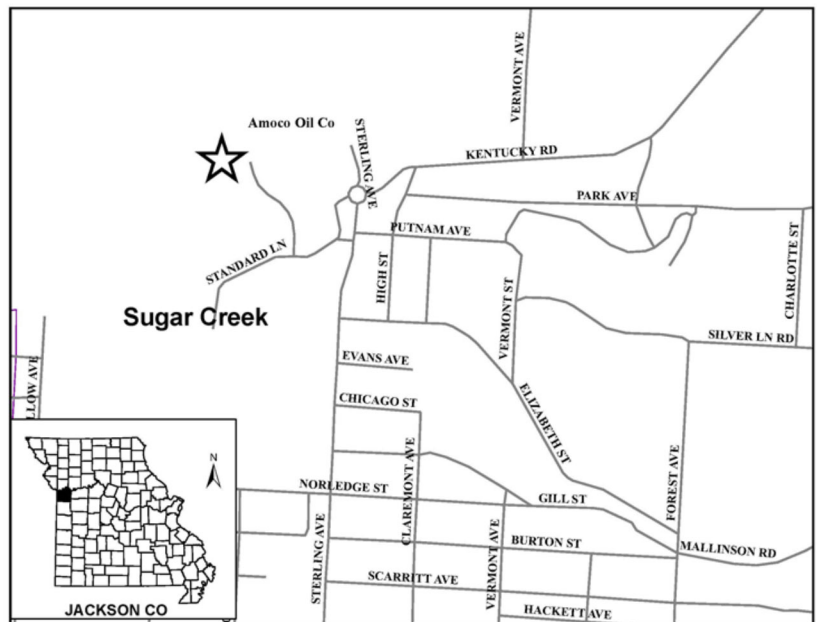 VERMONT AVE
Amoco Oil Co
STERLING AVE
KENTUCKY RD
PARK AVE
PUTNAM AVE
STANDARD LN
HIGH ST
CHARLOTTE ST
VERMONT ST
Sugar Creek
SILVER LN RD
EVANS AVE
LLOW AVE
CHICAGO ST
ELIZABETH ST
CLAREMONT AVE
FOREST AVE
N
NORLEDGE ST
GILL ST
STERLING AVE
VERMONT AVE
BURTON ST
MALLINSON RD
SCARRITT AVE
HACKETT AVE
JACKSON CO